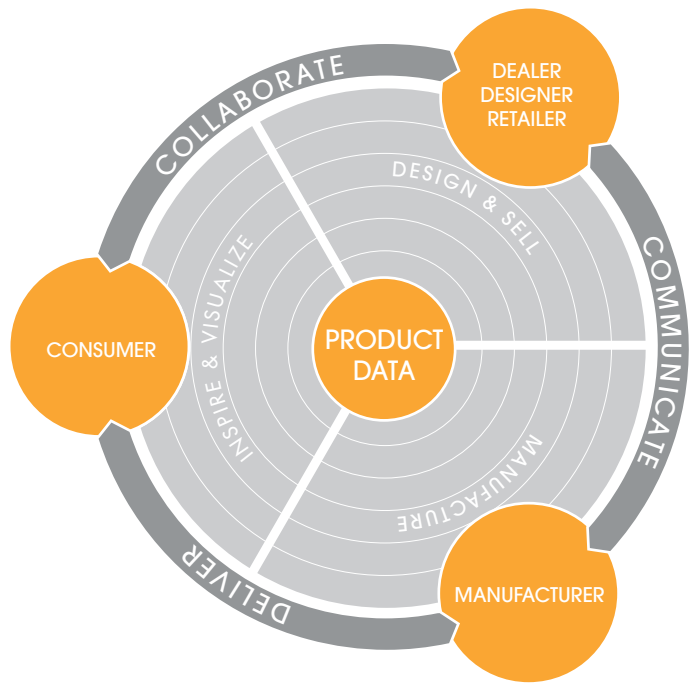 COLLABORATE
DEALER
DESIGNER
RETAILER
DESIGN & SELL
COMMUNICATE
INSPIRE & VISUALIZE
CONSUMER
PRODUCT
DATA
MANUFACTURE
MANUFACTURER
DELIVER